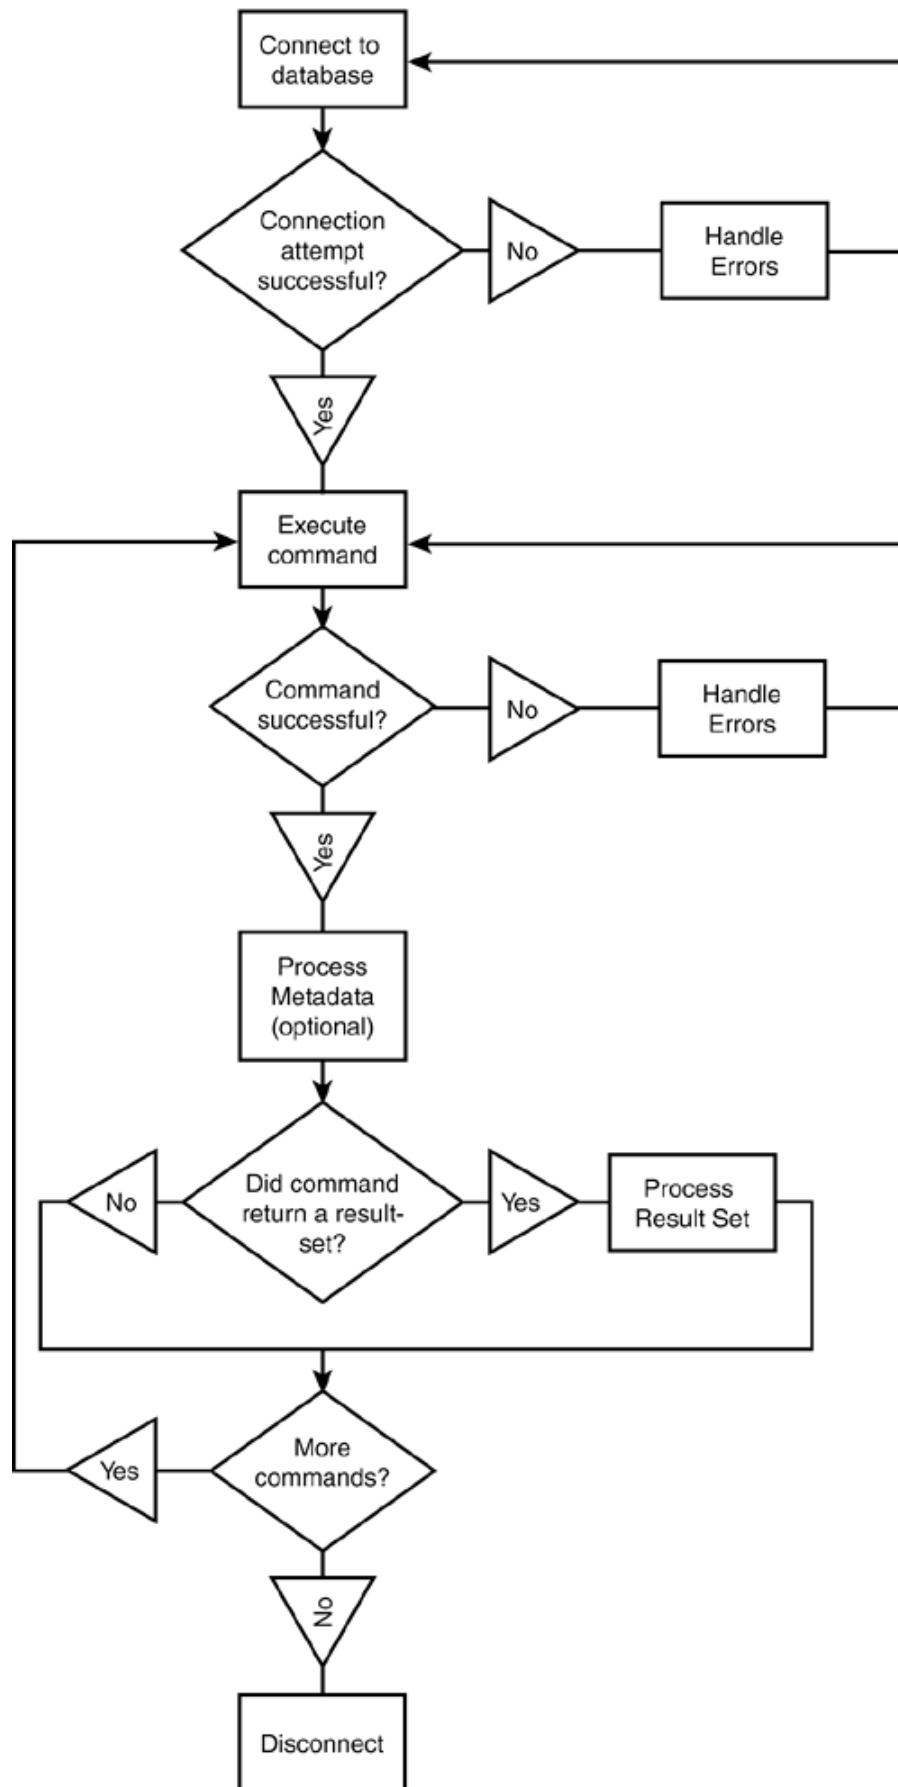 Connect to
database
Connection
attempt
successful?
No
Handle
Errors
Yes
Execute
command
Command
successful?
No
Handle
Errors
Yes
Process
Metadata
(optional)
No
Did command
return a result-
set?
Yes
Process
Result Set
Yes
More
commands?
No
Disconnect